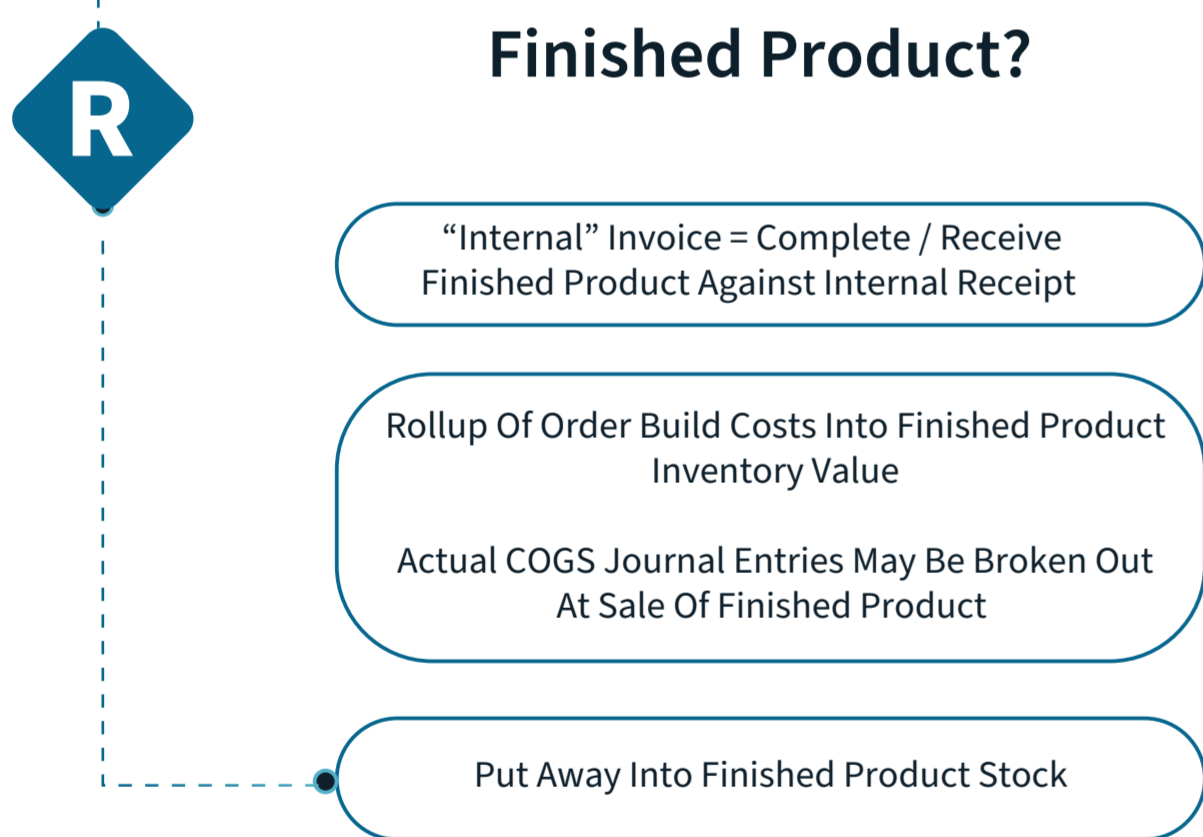 Finished Product?
R
“Internal” Invoice = Complete / Receive
Finished Product Against Internal Receipt
Rollup Of Order Build Costs Into Finished Product
Inventory Value
Actual COGS Journal Entries May Be Broken Out
At Sale Of Finished Product
Put Away Into Finished Product Stock